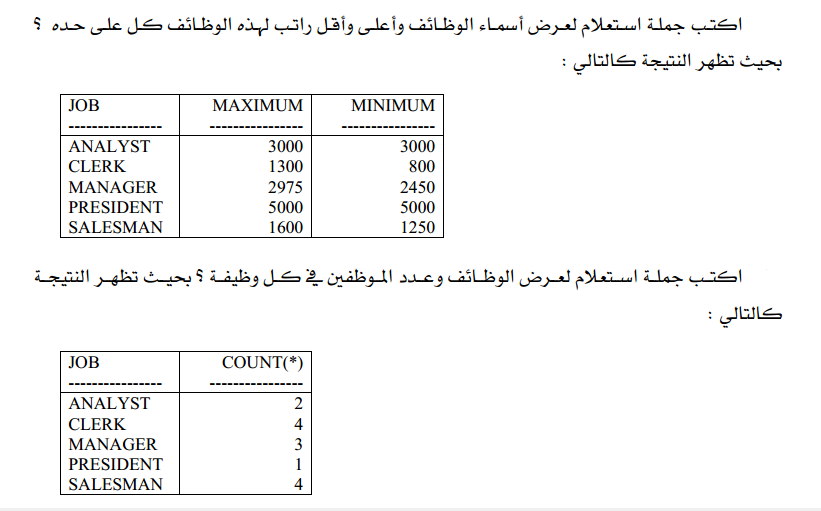 اكتب جملة استعلام لعرض أسماء الوظائف وأعلى وأقل راتب لهذه الوظائف كل على حده ؟
بحيث تظهر النتيجة كالتالي :
JOB MAXIMUM MINIMUM
---------------- ---------------- ----------------
ANALYST 3000 3000
CLERK 1300 800
MANAGER 2975 2450
PRESIDENT 5000 5000
SALESMAN 1600 1250
اكتب جملة استعلام لعرض الوظائف وعدد الموظفين في كل وظيفة ؟ بحيث تظهر النتيجة
كالتالي :
JOB COUNT(*)
---------------- ----------------
ANALYST 2
CLERK 4
MANAGER 3
PRESIDENT 1
SALESMAN 4